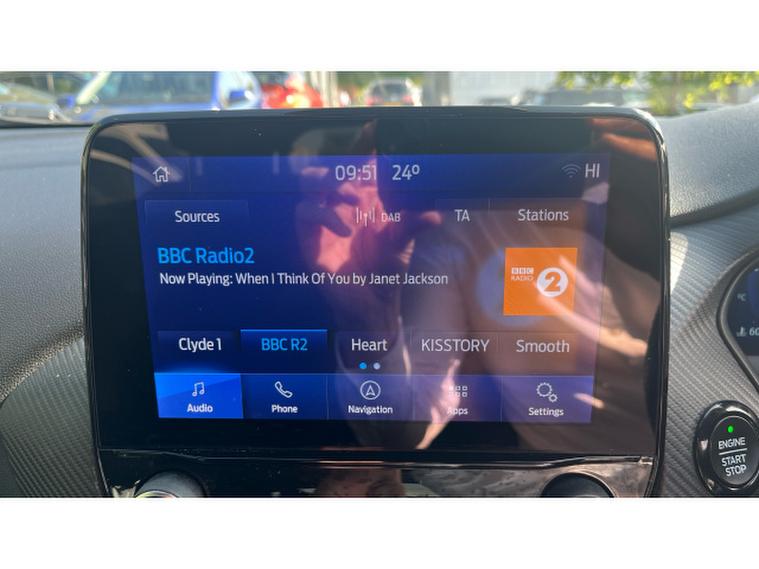 09:51 24° HI
Sources DAB TA Stations
BBC Radio2
Now Playing: When I Think Of You by Janet Jackson
BBC
RADIO 2
Clyde 1 BBC R2 Heart KISSTORY Smooth
Audio Phone Navigation Apps Settings
°C
60
ENGINE
START
STOP